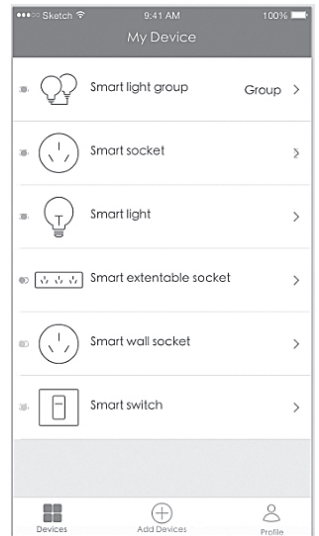 Sketch 9:41 AM 100%
My Device
Smart light group Group >
Smart socket >
Smart light >
Smart extentable socket >
Smart wall socket >
Smart switch >
Devices Add Devices Profile